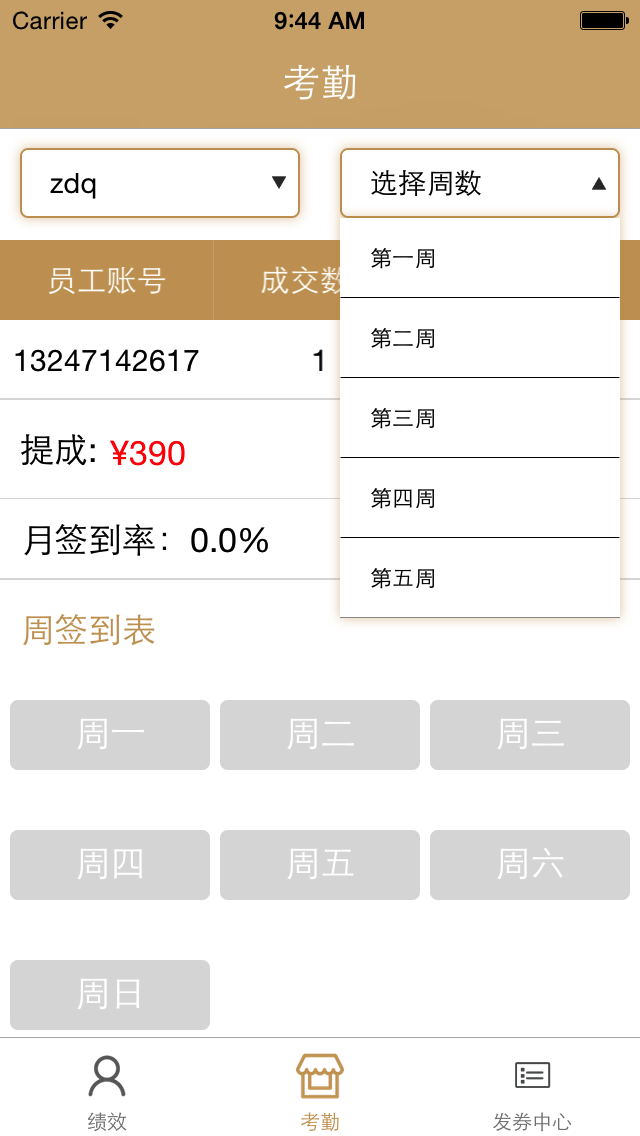 Carrier 9:44 AM
考勤
zdq ▼ 选择周数 ▲
第一周
员工账号 成交数
第二周
13247142617 1
第三周
提成: ¥390
第四周
月签到率: 0.0%
第五周
周签到表
周一 周二 周三
周四 周五 周六
周日
绩效 考勤 发券中心